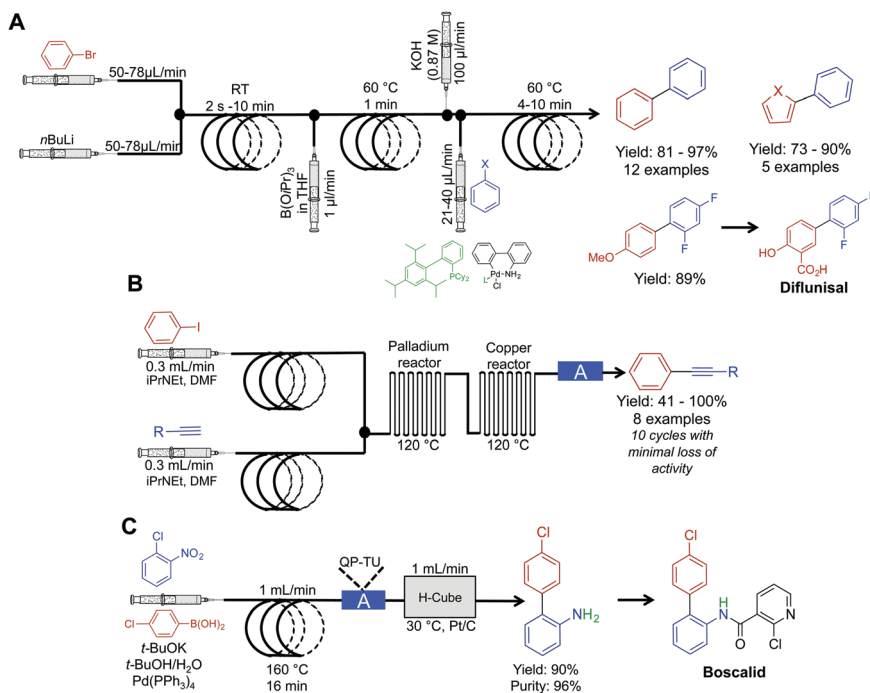 A
Br
50-78µL/min
nBuLi
50-78µL/min
RT
2 s -10 min
B(OiPr)3
in THF
1 µl/min
60 °C
1 min
KOH
(0.87 M)
100 µl/min
21-40 µL/min
X
60 °C
4-10 min
Yield: 81 - 97%
12 examples
X
Yield: 73 - 90%
5 examples
PCy2
L
Pd
NH2
Cl
MeO
F
F
Yield: 89%
HO
CO2H
F
Diflunisal
B
I
0.3 mL/min
iPrNEt, DMF
R
0.3 mL/min
iPrNEt, DMF
Palladium
reactor
120 °C
Copper
reactor
120 °C
A
R
Yield: 41 - 100%
8 examples
10 cycles with
minimal loss of
activity
C
Cl
NO2
Cl
B(OH)2
t-BuOK
t-BuOH/H2O
Pd(PPh3)4
1 mL/min
160 °C
16 min
QP-TU
A
1 mL/min
H-Cube
30 °C, Pt/C
Cl
NH2
Yield: 90%
Purity: 96%
Cl
H
N
O
N
Cl
Boscalid